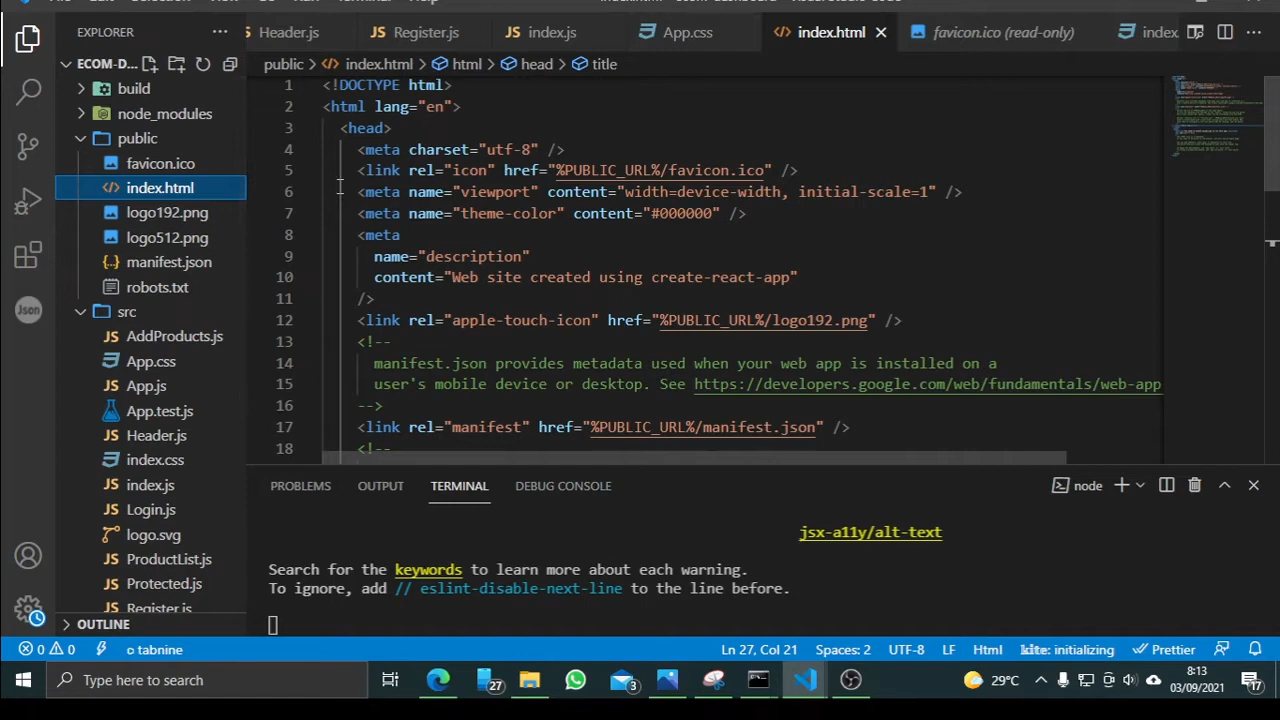 EXPLORER
Header.js
Register.js
index.js
App.css
index.html
favicon.ico (read-only)
index.
ECOM-D...
public
index.html
html
head
title
build
node_modules
public
favicon.ico
index.html
logo192.png
logo512.png
manifest.json
robots.txt
src
AddProducts.js
App.css
App.js
App.test.js
Header.js
index.css
index.js
Login.js
logo.svg
ProductList.js
Protected.js
Register.js
OUTLINE
1 <!DOCTYPE html>
2 <html lang="en">
3 <head>
4 <meta charset="utf-8" />
5 <link rel="icon" href="%PUBLIC_URL%/favicon.ico" />
6 <meta name="viewport" content="width=device-width, initial-scale=1" />
7 <meta name="theme-color" content="#000000" />
8 <meta
9 name="description"
10 content="Web site created using create-react-app"
11 />
12 <link rel="apple-touch-icon" href="%PUBLIC_URL%/logo192.png" />
13 <!--
14 manifest.json provides metadata used when your web app is installed on a
15 user's mobile device or desktop. See https://developers.google.com/web/fundamentals/web-app
16 -->
17 <link rel="manifest" href="%PUBLIC_URL%/manifest.json" />
18 <!--
PROBLEMS
OUTPUT
TERMINAL
DEBUG CONSOLE
node
jsx-a11y/alt-text
Search for the keywords to learn more about each warning.
To ignore, add // eslint-disable-next-line to the line before.
Json
0 0
tabnine
Ln 27, Col 21
Spaces: 2
UTF-8
LF
Html
kite: initializing
Prettier
Type here to search
27
3
29°C
8:13
03/09/2021
17